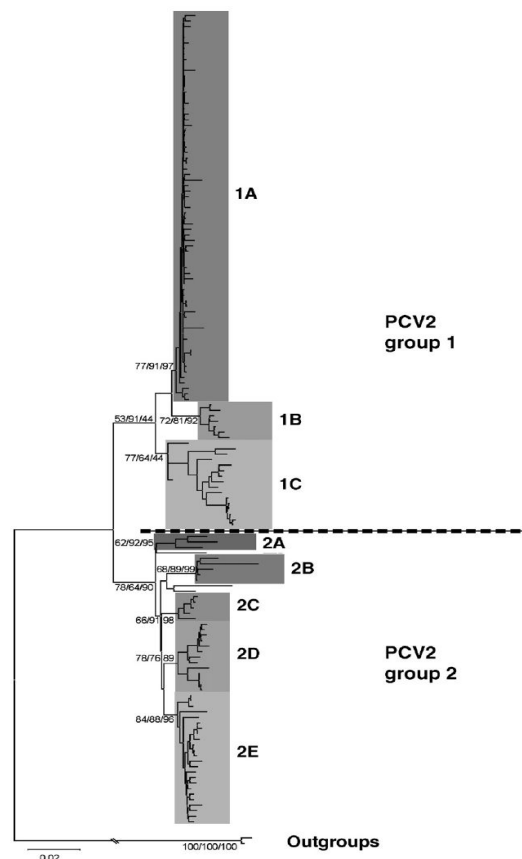 1A
PCV2
group 1
77/91/97
53/91/44
72/81/92
1B
77/64/44
1C
62/92/95
2A
68/89/99
2B
78/64/90
2C
66/91/98
78/76/89
2D
PCV2
group 2
84/88/96
2E
100/100/100
Outgroups
0.02